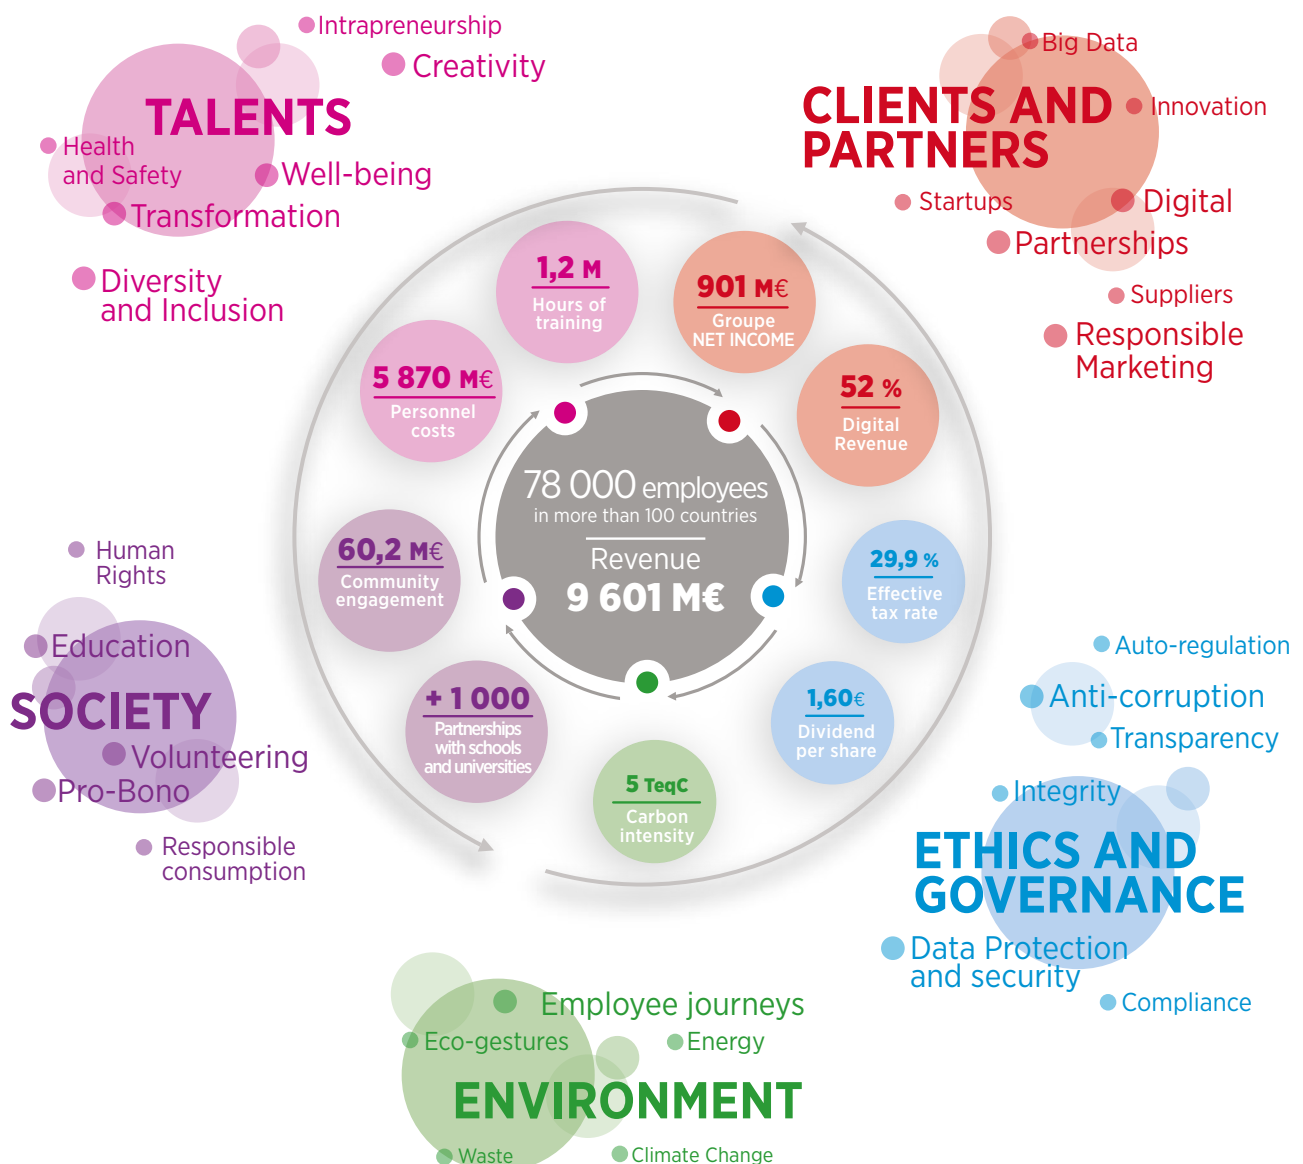 Intrapreneurship
Creativity
TALENTS
Health
and Safety
Well-being
Transformation
Diversity
and Inclusion
Big Data
CLIENTS AND
PARTNERS
Innovation
Startups
Digital
Partnerships
Suppliers
Responsible
Marketing
1,2 M
Hours of
training
901 M€
Groupe
NET INCOME
5 870 M€
Personnel
costs
52 %
Digital
Revenue
78 000 employees
in more than 100 countries
Revenue
9 601 M€
60,2 M€
Community
engagement
29,9 %
Effective
tax rate
+ 1 000
Partnerships
with schools
and universities
1,60€
Dividend
per share
5 TeqC
Carbon
intensity
Human
Rights
Education
SOCIETY
Volunteering
Pro-Bono
Responsible
consumption
Auto-regulation
Anti-corruption
Transparency
Integrity
ETHICS AND
GOVERNANCE
Data Protection
and security
Compliance
Employee journeys
Eco-gestures
Energy
ENVIRONMENT
Waste
Climate Change